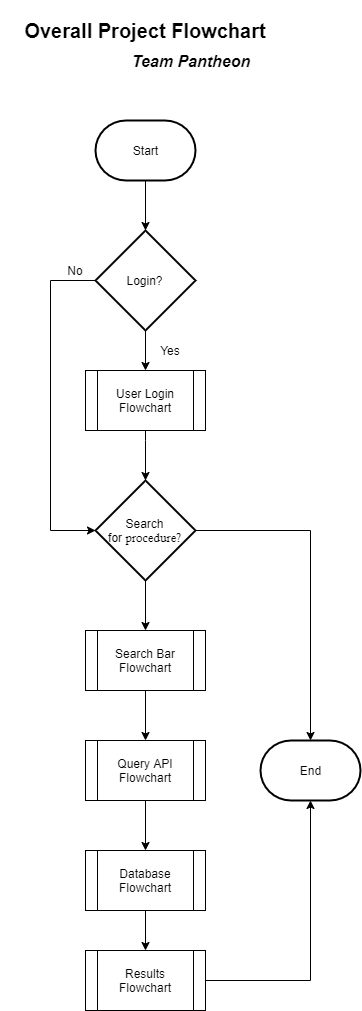 Overall Project Flowchart
Team Pantheon
Start
Login?
No
Yes
User Login
Flowchart
Search
for procedure?
Search Bar
Flowchart
Query API
Flowchart
End
Database
Flowchart
Results
Flowchart